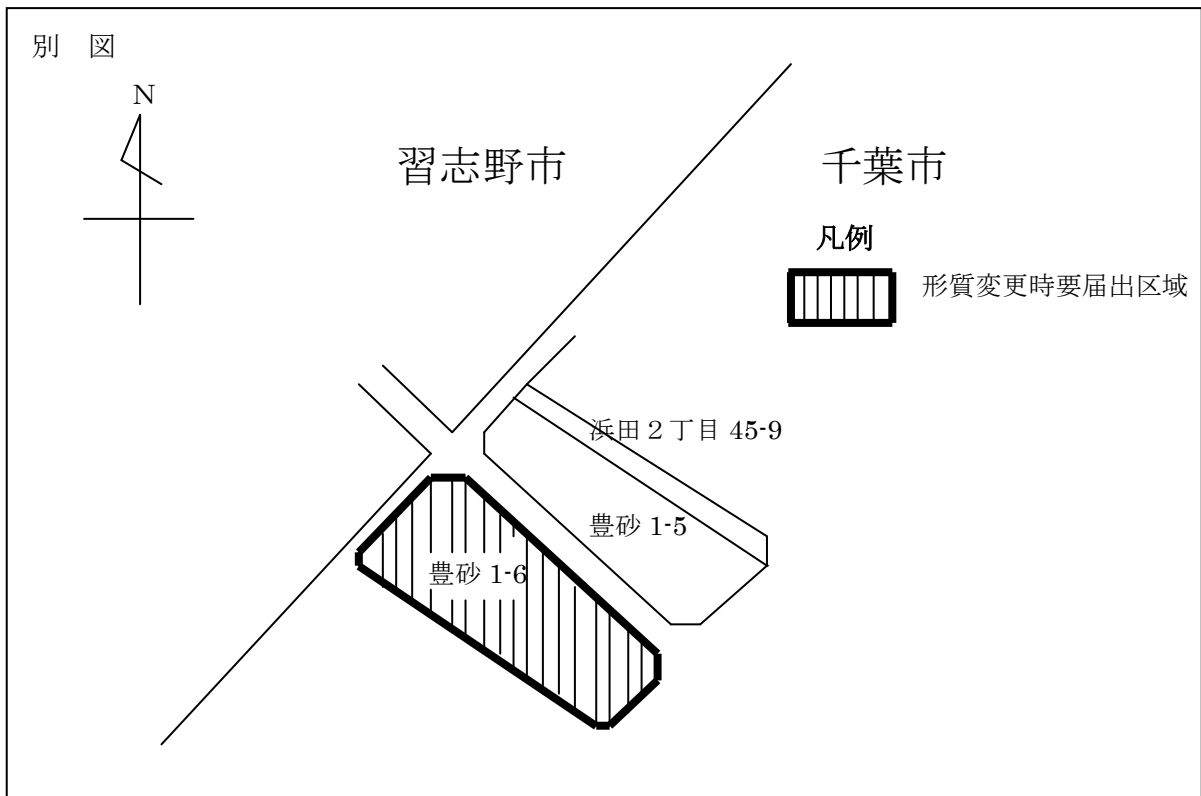 別　図
N
習志野市
千葉市
凡例
形質変更時要届出区域
浜田２丁目 45-9
豊砂 1-5
豊砂 1-6